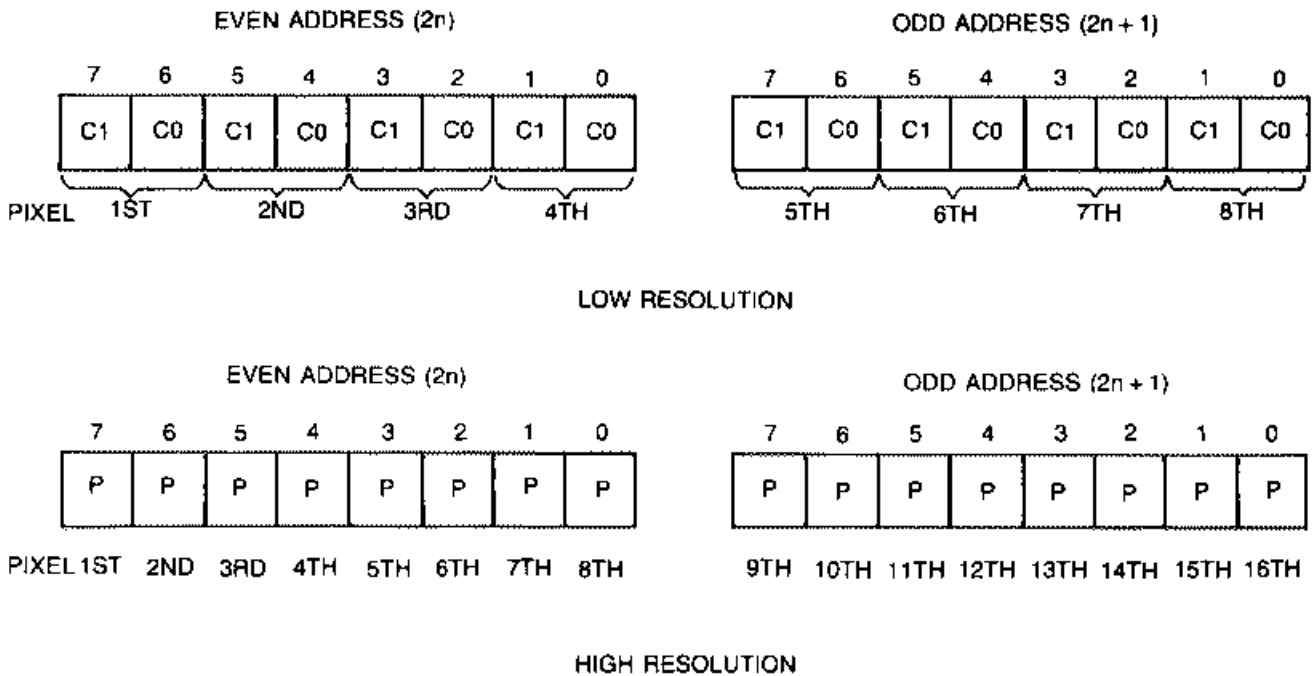 EVEN ADDRESS (2n) ODD ADDRESS (2n + 1)
7 6 5 4 3 2 1 0 7 6 5 4 3 2 1 0
C1 C0 C1 C0 C1 C0 C1 C0 C1 C0 C1 C0 C1 C0 C1 C0
PIXEL 1ST 2ND 3RD 4TH 5TH 6TH 7TH 8TH
LOW RESOLUTION
EVEN ADDRESS (2n) ODD ADDRESS (2n + 1)
7 6 5 4 3 2 1 0 7 6 5 4 3 2 1 0
P P P P P P P P P P P P P P P P
PIXEL 1ST 2ND 3RD 4TH 5TH 6TH 7TH 8TH 9TH 10TH 11TH 12TH 13TH 14TH 15TH 16TH
HIGH RESOLUTION